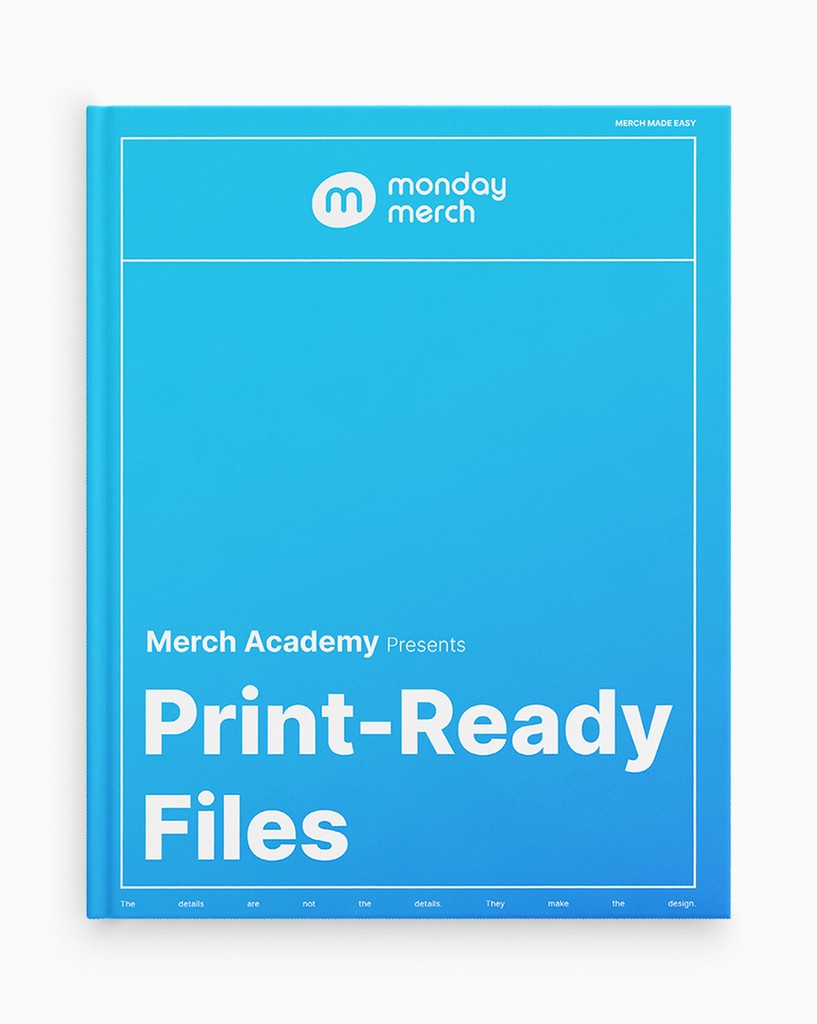 MERCH MADE EASY
m monday
merch
Merch Academy Presents
Print-Ready
Files
The details are not the details. They make the design.